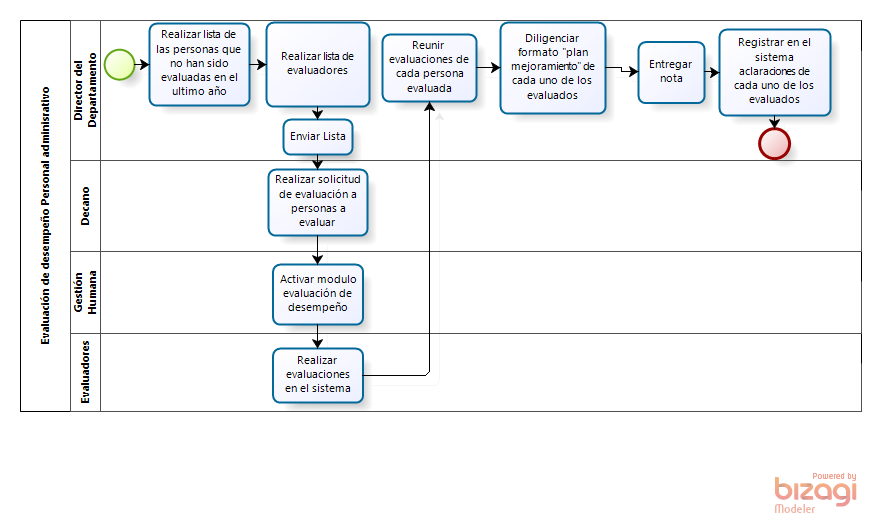 Evaluación de desempeño Personal adminisrativo
Director del
Departamento
Realizar lista de
las personas que
no han sido
evaluadas en el
ultimo año
Realizar lista de
evaluadores
Enviar Lista
Reunir
evaluaciones de
cada persona
evaluada
Diligenciar
formato "plan
mejoramiento" de
cada uno de los
evaluados
Entregar
nota
Registrar en el
sistema
aclaraciones de
cada uno de los
evaluados
Decano
Realizar solicitud
de evaluación a
personas a
evaluar
Gestión
Humana
Activar modulo
evaluación de
desempeño
Evaluadores
Realizar
evaluaciones
en el sistema
Powered by
bizagi
Modeler